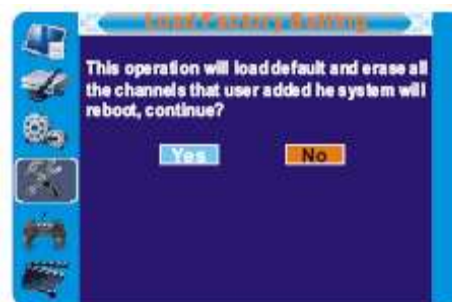 Load Factory Setting
This operation will load default and erase all
the channels that user added he system will
reboot, continue?
Yes No